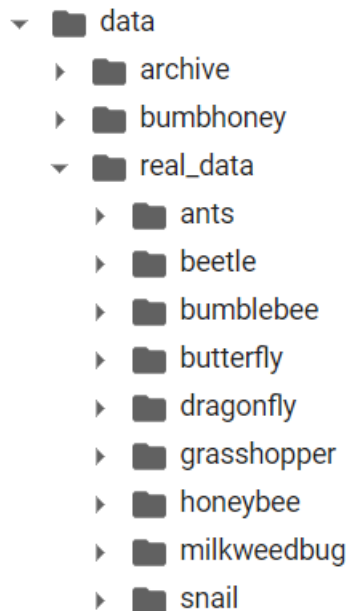 data
archive
bumbhoney
real_data
ants
beetle
bumblebee
butterfly
dragonfly
grasshopper
honeybee
milkweedbug
snail